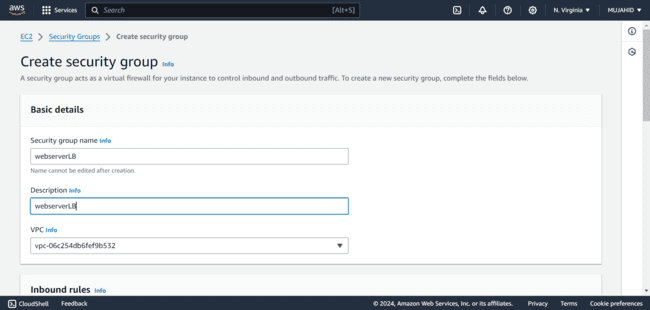 aws
Services
Search
[Alt+S]
N. Virginia
MUJAHID
EC2 > Security Groups > Create security group
Create security group Info
A security group acts as a virtual firewall for your instance to control inbound and outbound traffic. To create a new security group, complete the fields below.
Basic details
Security group name Info
webserverLB
Name cannot be edited after creation.
Description Info
webserverLB
VPC Info
vpc-06c254db6fef9b532
Inbound rules Info
CloudShell
Feedback
© 2024, Amazon Web Services, Inc. or its affiliates.
Privacy
Terms
Cookie preferences